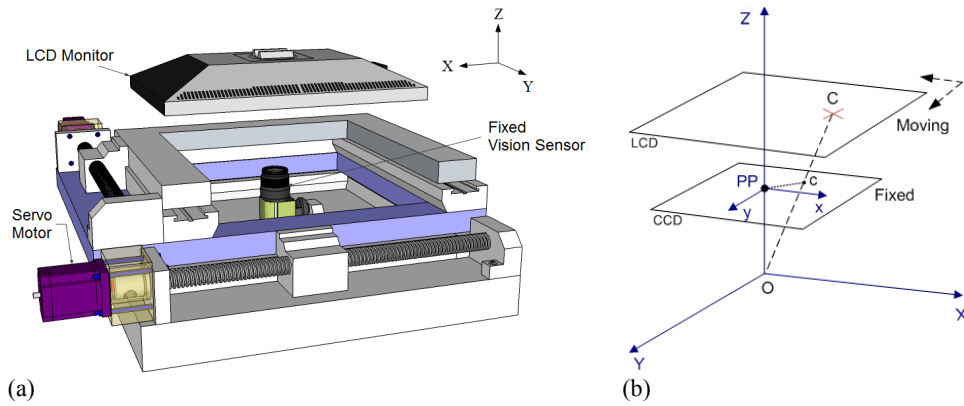 LCD Monitor
Z
X
Y
Fixed
Vision Sensor
Servo
Motor
(a)
Z
C
LCD
Moving
PP
c
x
y
CCD
Fixed
O
X
Y
(b)